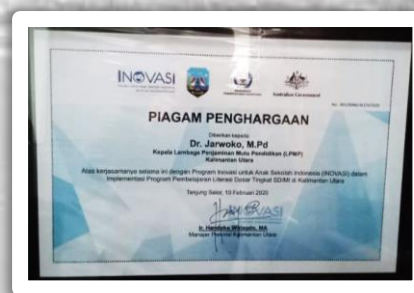 INOVASI
Australian Government
PIAGAM PENGHARGAAN
Diberikan kepada:
Dr. Jarwoko, M.Pd
Kepala Lembaga Penjaminan Mutu Pendidikan (LPMP)
Kalimantan Utara
Atas kerjasamanya selama ini dengan Program Inovasi untuk Anak Sekolah Indonesia (INOVASI) dalam
Implementasi Program Pembelajaran Literasi Dasar Tingkat SD/MI di Kalimantan Utara
Tanjung Selor, 19 Februari 2020
INOVASI
Manajer Provinsi Kalimantan Utara